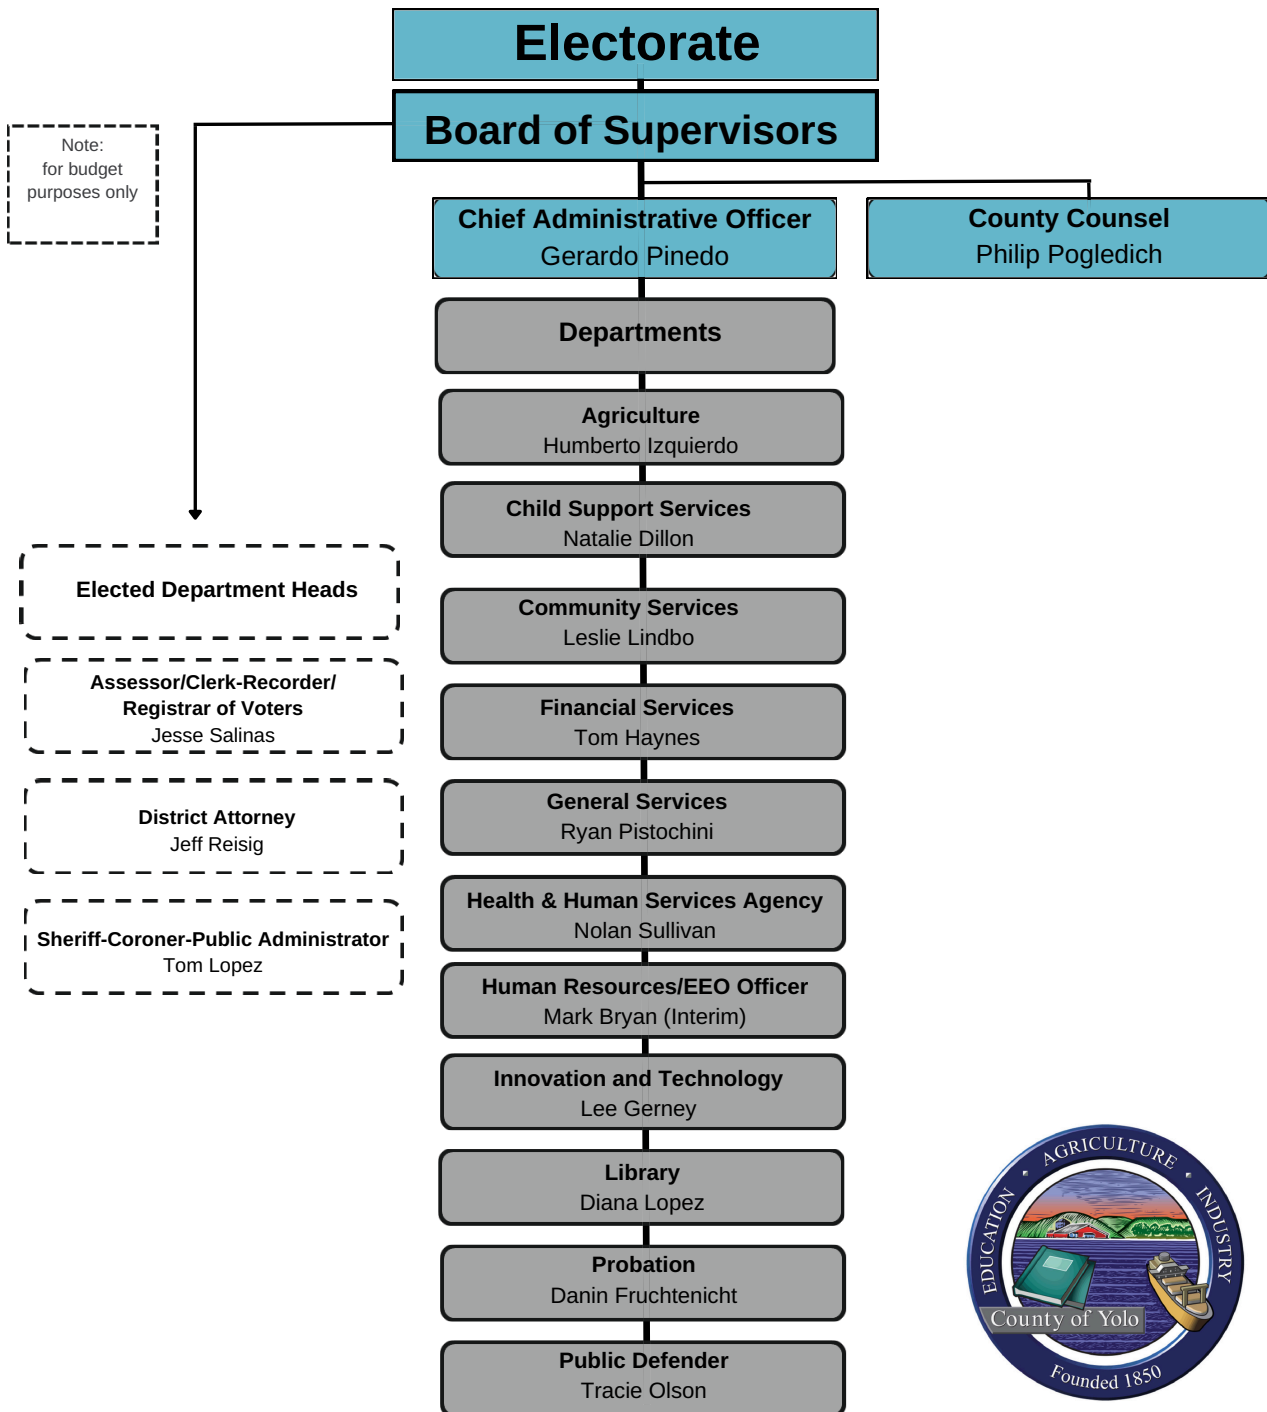 Electorate
Board of Supervisors
Note:
for budget
purposes only
Chief Administrative Officer
Gerardo Pinedo
County Counsel
Philip Pogledich
Departments
Agriculture
Humberto Izquierdo
Child Support Services
Natalie Dillon
Community Services
Leslie Lindbo
Financial Services
Tom Haynes
General Services
Ryan Pistochini
Health & Human Services Agency
Nolan Sullivan
Human Resources/EEO Officer
Mark Bryan (Interim)
Innovation and Technology
Lee Gerney
Library
Diana Lopez
Probation
Danin Fruchtenicht
Public Defender
Tracie Olson
Elected Department Heads
Assessor/Clerk-Recorder/
Registrar of Voters
Jesse Salinas
District Attorney
Jeff Reisig
Sheriff-Coroner-Public Administrator
Tom Lopez
EDUCATION · AGRICULTURE · INDUSTRY
County of Yolo
Founded 1850